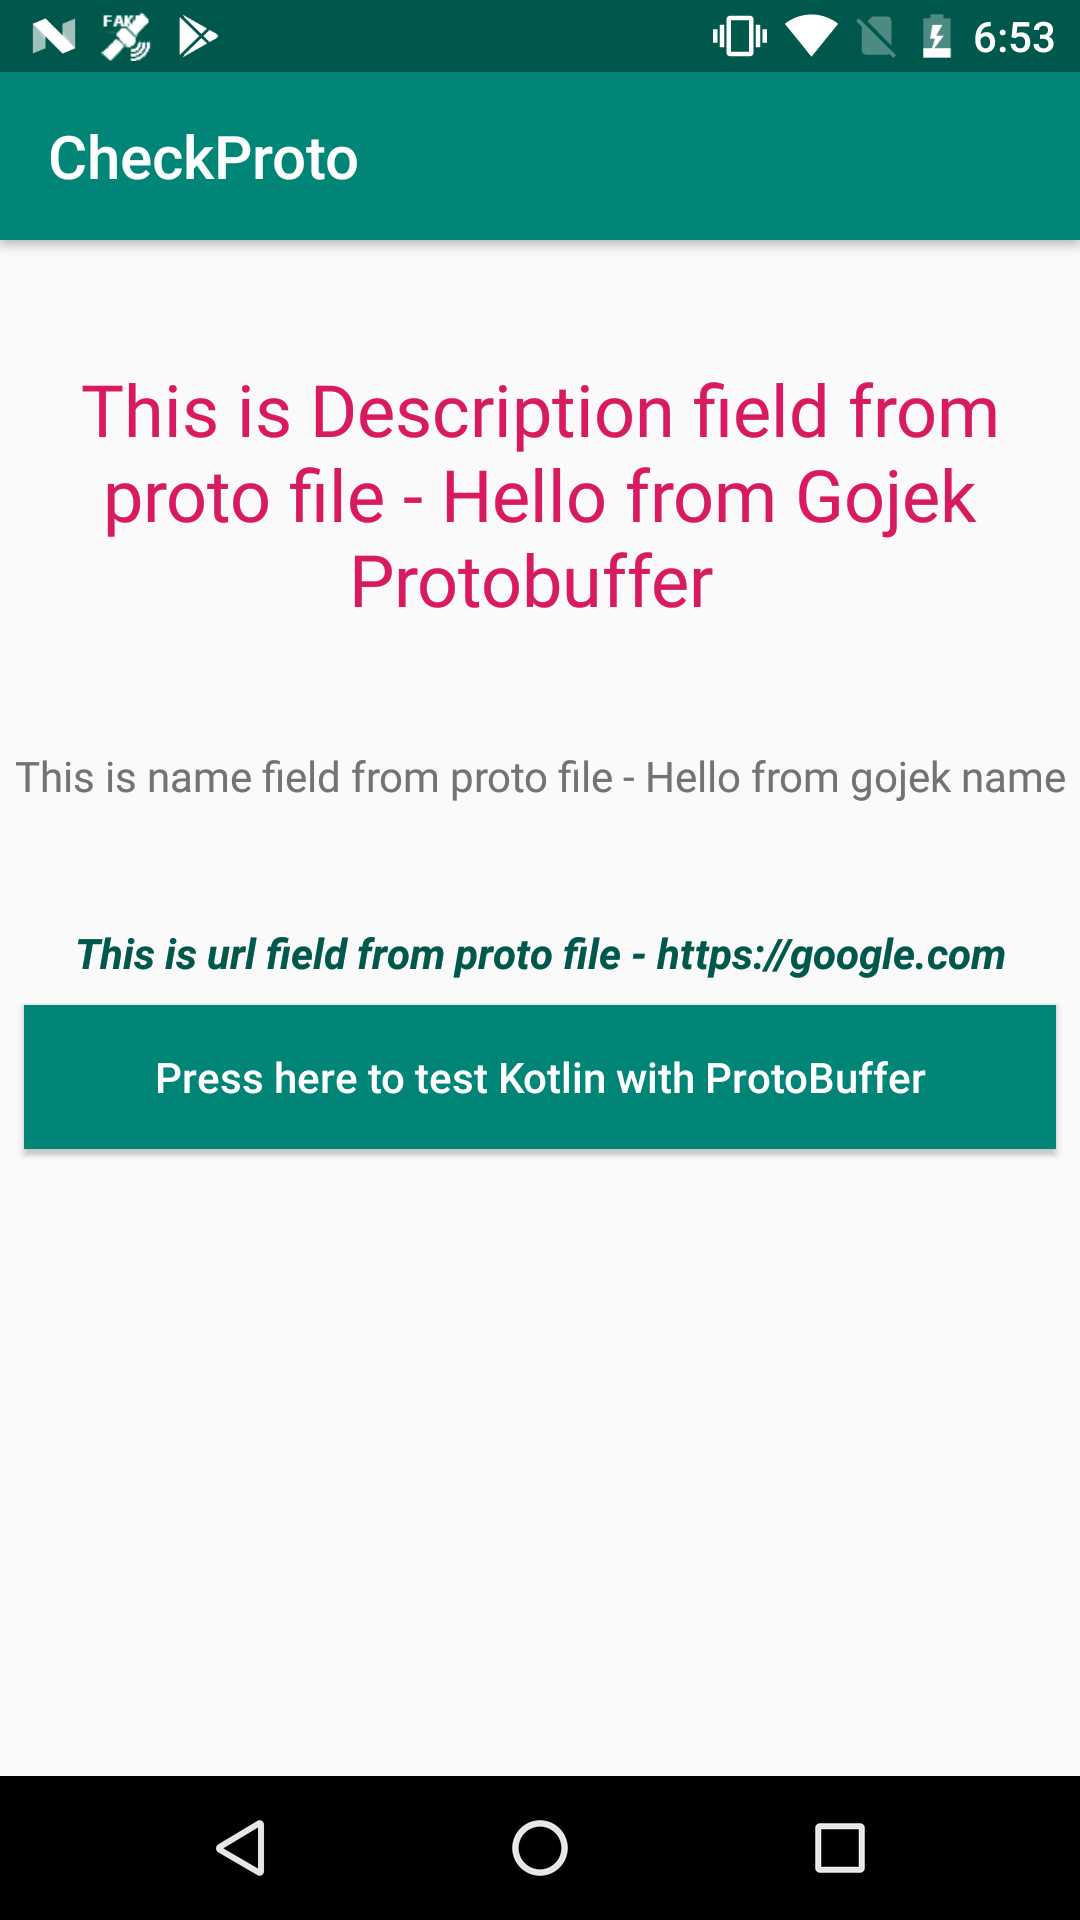 FAKE
6:53
CheckProto
This is Description field from
proto file - Hello from Gojek
Protobuffer
This is name field from proto file - Hello from gojek name
This is url field from proto file - https://google.com
Press here to test Kotlin with ProtoBuffer